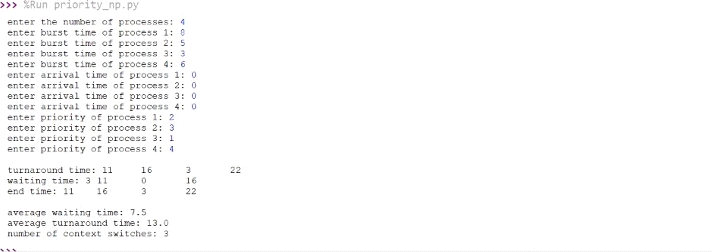 >>> %Run priority_np.py
enter the number of processes: 4
enter burst time of process 1: 8
enter burst time of process 2: 5
enter burst time of process 3: 3
enter burst time of process 4: 6
enter arrival time of process 1: 0
enter arrival time of process 2: 0
enter arrival time of process 3: 0
enter arrival time of process 4: 0
enter priority of process 1: 2
enter priority of process 2: 3
enter priority of process 3: 1
enter priority of process 4: 4
turnaround time: 11 16 3 22
waiting time: 3 11 0 16
end time: 11 16 3 22
average waiting time: 7.5
average turnaround time: 13.0
number of context switches: 3
>>>